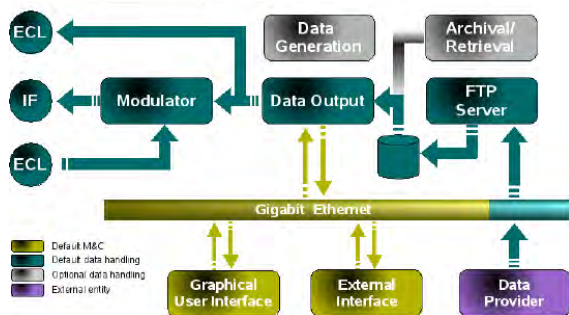 ECL
Data
Generation
Archival/
Retrieval
IF
Modulator
Data Output
FTP
Server
ECL
Gigabit Ethernet
Default M&C
Default data handling
Optional data handling
External entity
Graphical
User Interface
External
Interface
Data
Provider